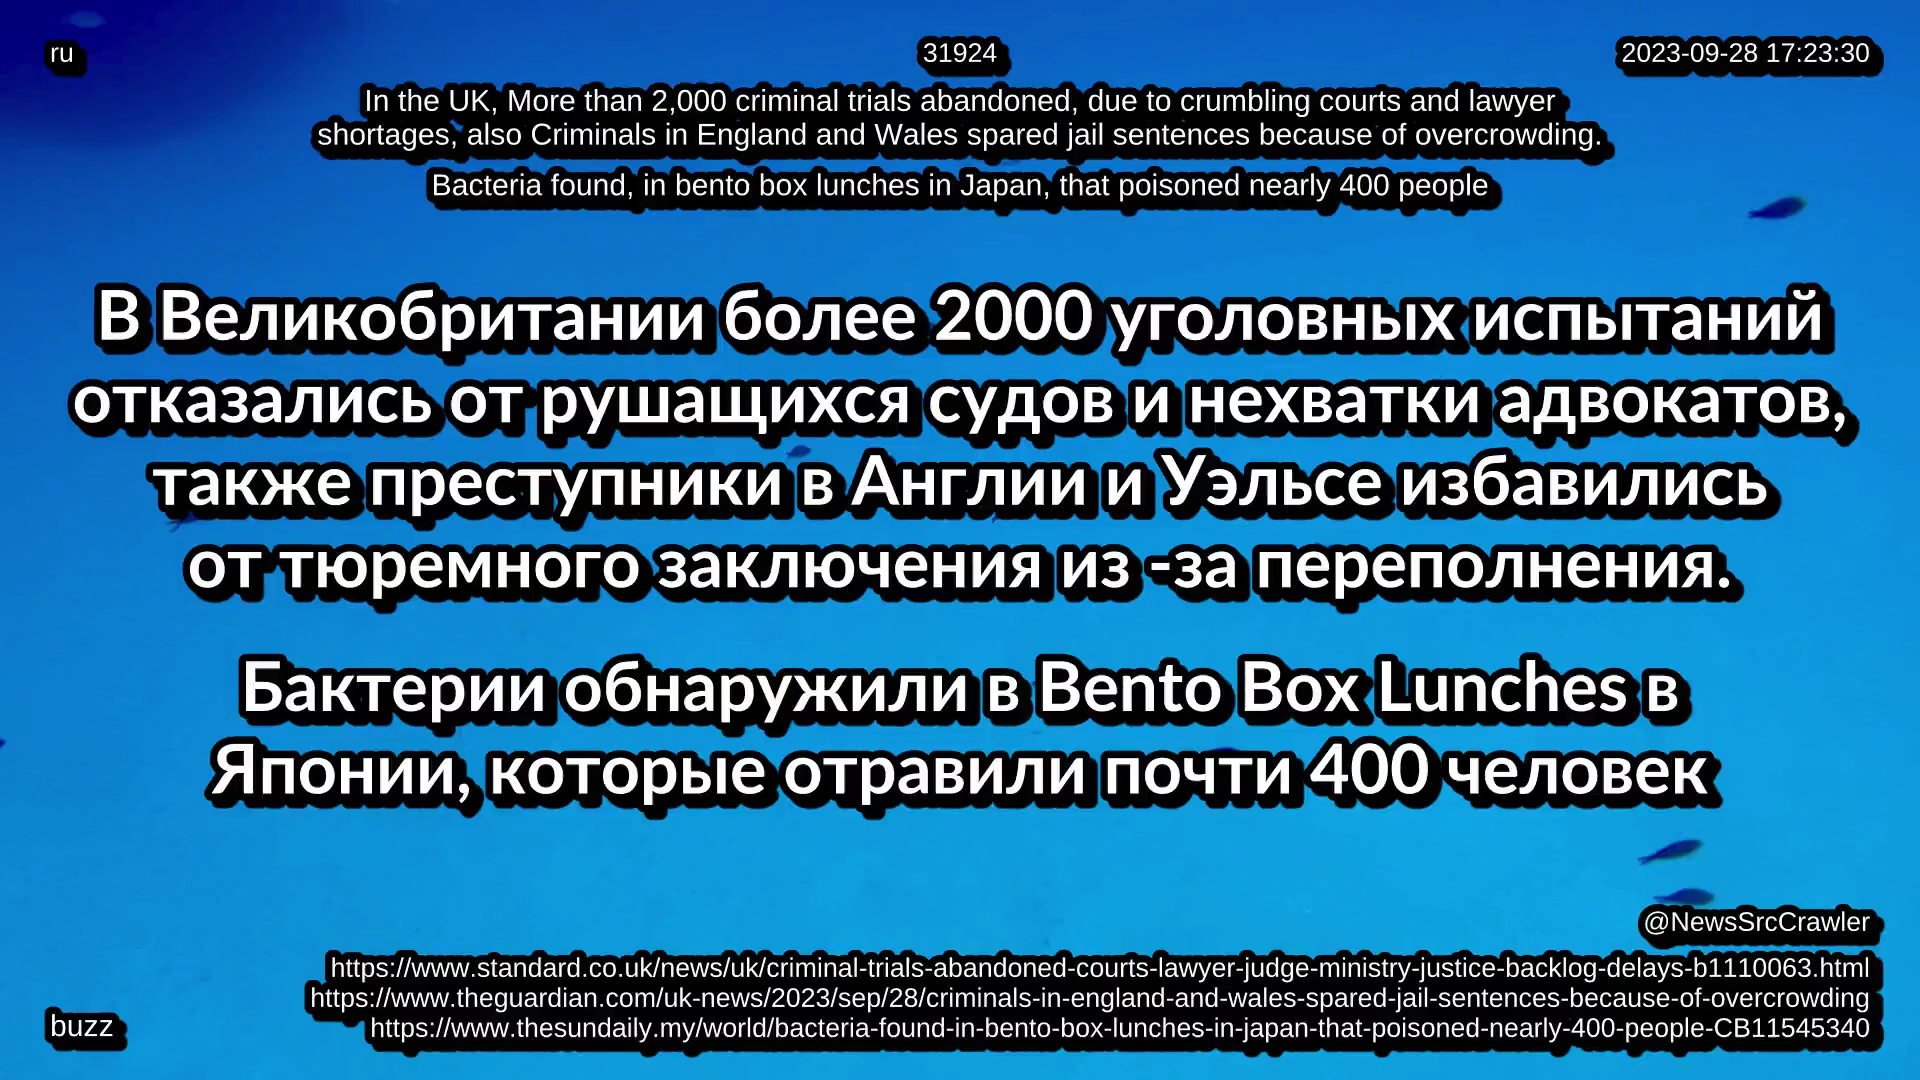 ru
31924
2023-09-28 17:23:30
In the UK, More than 2,000 criminal trials abandoned, due to crumbling courts and lawyer
shortages, also Criminals in England and Wales spared jail sentences because of overcrowding.
Bacteria found, in bento box lunches in Japan, that poisoned nearly 400 people
В Великобритании более 2000 уголовных испытаний
отказались от рушащихся судов и нехватки адвокатов,
также преступники в Англии и Уэльсе избавились
от тюремного заключения из -за переполнения.
Бактерии обнаружили в Bento Box Lunches в
Японии, которые отравили почти 400 человек
@NewsSrcCrawler
https://www.standard.co.uk/news/uk/criminal-trials-abandoned-courts-lawyer-judge-ministry-justice-backlog-delays-b1110063.html
https://www.theguardian.com/uk-news/2023/sep/28/criminals-in-england-and-wales-spared-jail-sentences-because-of-overcrowding
https://www.thesundaily.my/world/bacteria-found-in-bento-box-lunches-in-japan-that-poisoned-nearly-400-people-CB11545340
buzz